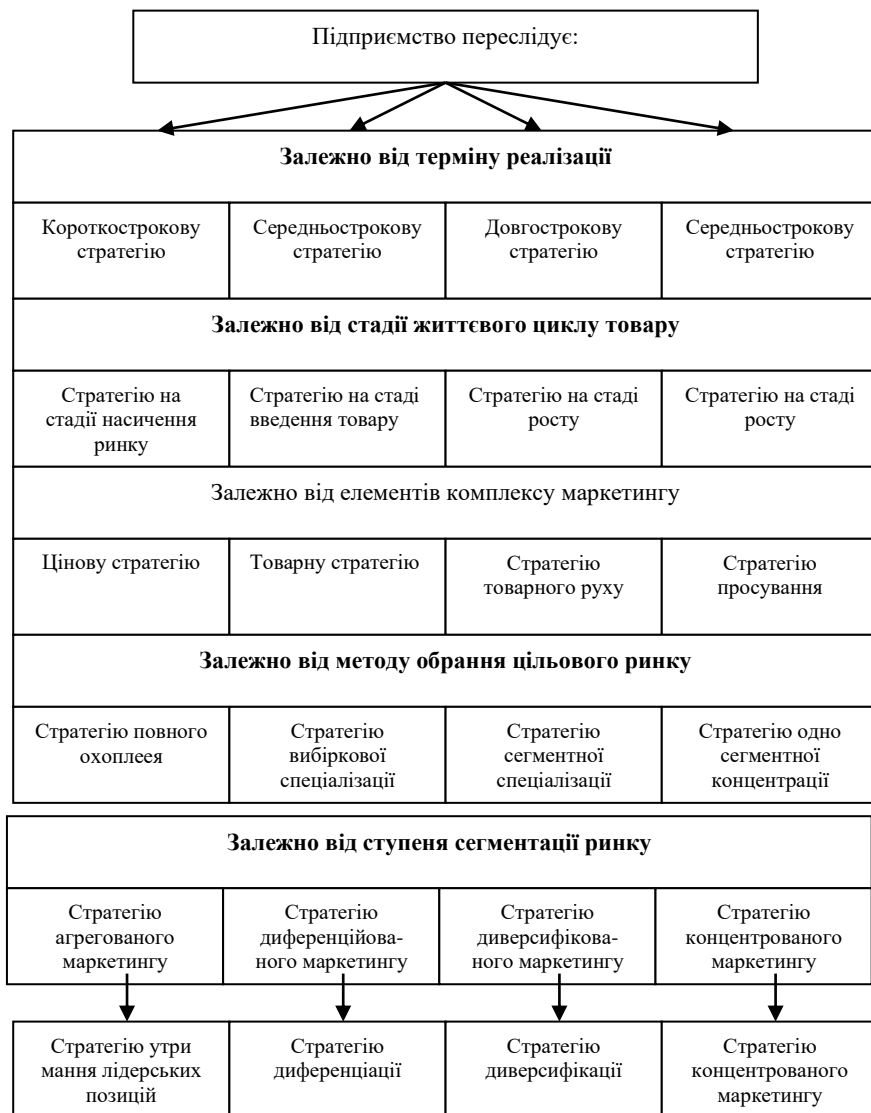 Підприємство переслідує:
Залежно від терміну реалізації
Короткострокову
стратегію
Середньострокову
стратегію
Довгострокову
стратегію
Середньострокову
стратегію
Залежно від стадії життєвого циклу товару
Стратегію на
стадії насичення
ринку
Стратегію на стаді
введення товару
Стратегію на стаді
росту
Стратегію на стаді
росту
Залежно від елементів комплексу маркетингу
Цінову стратегію
Товарну стратегію
Стратегію
товарного руху
Стратегію
просування
Залежно від методу обрання цільового ринку
Стратегію повного
охоплеея
Стратегію
вибіркової
спеціалізації
Стратегію
сегментної
спеціалізації
Стратегію одно
сегментної
концентрації
Залежно від ступеня сегментації ринку
Стратегію
агрегованого
маркетингу
Стратегію
диференційова-
ного маркетингу
Стратегію
диверсифікова-
ного маркетингу
Стратегію
концентрованого
маркетингу
Стратегію утри
мання лідерських
позицій
Стратегію
диференціації
Стратегію
диверсифікації
Стратегію
концентрованого
маркетингу